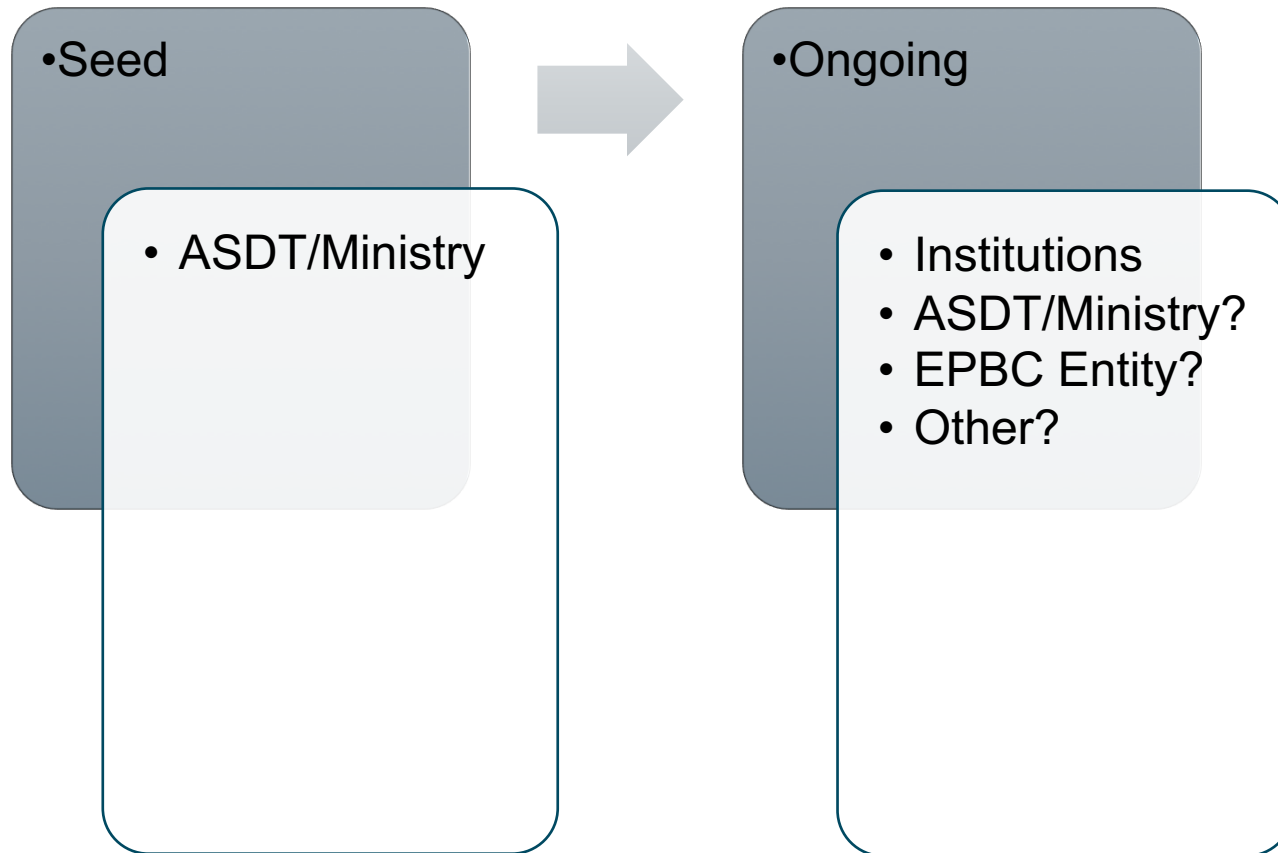 •Seed
• ASDT/Ministry
•Ongoing
• Institutions
• ASDT/Ministry?
• EPBC Entity?
• Other?